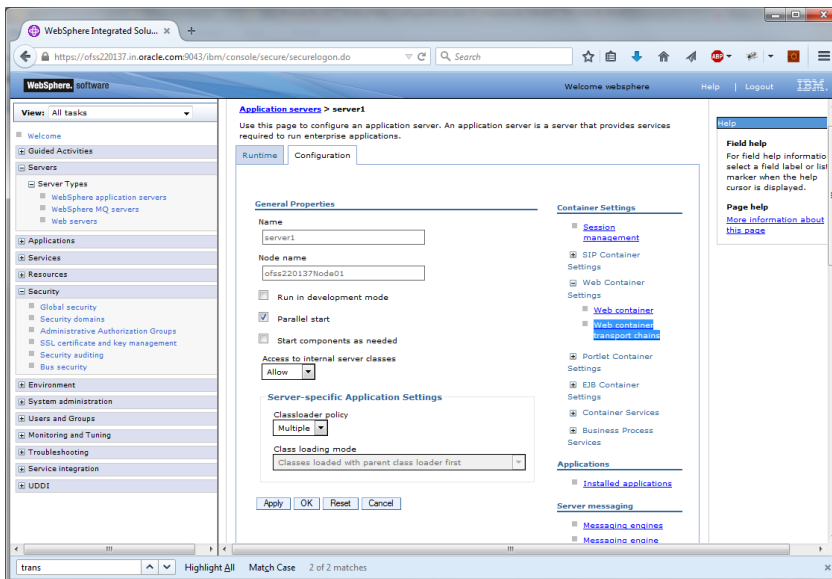 WebSphere Integrated Solu...
https://ofss220137.in.oracle.com:9043/ibm/console/secure/securelogon.do
Search
ABP
WebSphere. software
Welcome websphere
Help | Logout
IBM.
View: All tasks
Welcome
Guided Activities
Servers
Server Types
WebSphere application servers
WebSphere MQ servers
Web servers
Applications
Services
Resources
Security
Global security
Security domains
Administrative Authorization Groups
SSL certificate and key management
Security auditing
Bus security
Environment
System administration
Users and Groups
Monitoring and Tuning
Troubleshooting
Service integration
UDDI
Application servers > server1
Use this page to configure an application server. An application server is a server that provides services
required to run enterprise applications.
Runtime
Configuration
General Properties
Name
server1
Node name
ofss220137Node01
Run in development mode
Parallel start
Start components as needed
Access to internal server classes
Allow
Server-specific Application Settings
Classloader policy
Multiple
Class loading mode
Classes loaded with parent class loader first
Apply
OK
Reset
Cancel
Container Settings
Session
management
SIP Container
Settings
Web Container
Settings
Web container
Web container
transport chains
Portlet Container
Settings
EJB Container
Settings
Container Services
Business Process
Services
Applications
Installed applications
Server messaging
Messaging engines
Messaging engine
Help
Field help
For field help informatio
select a field label or list
marker when the help
cursor is displayed.
Page help
More information about
this page
trans
Highlight All
Match Case
2 of 2 matches